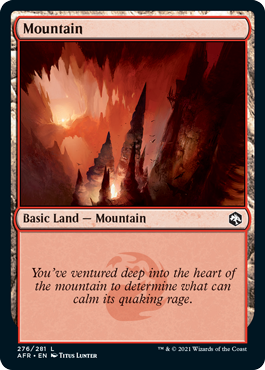 Mountain
Basic Land — Mountain
You've ventured deep into the heart of
the mountain to determine what can
calm its quaking rage.
276/281 L
AFR • EN Titus Lunter
™ & © 2021 Wizards of the Coast